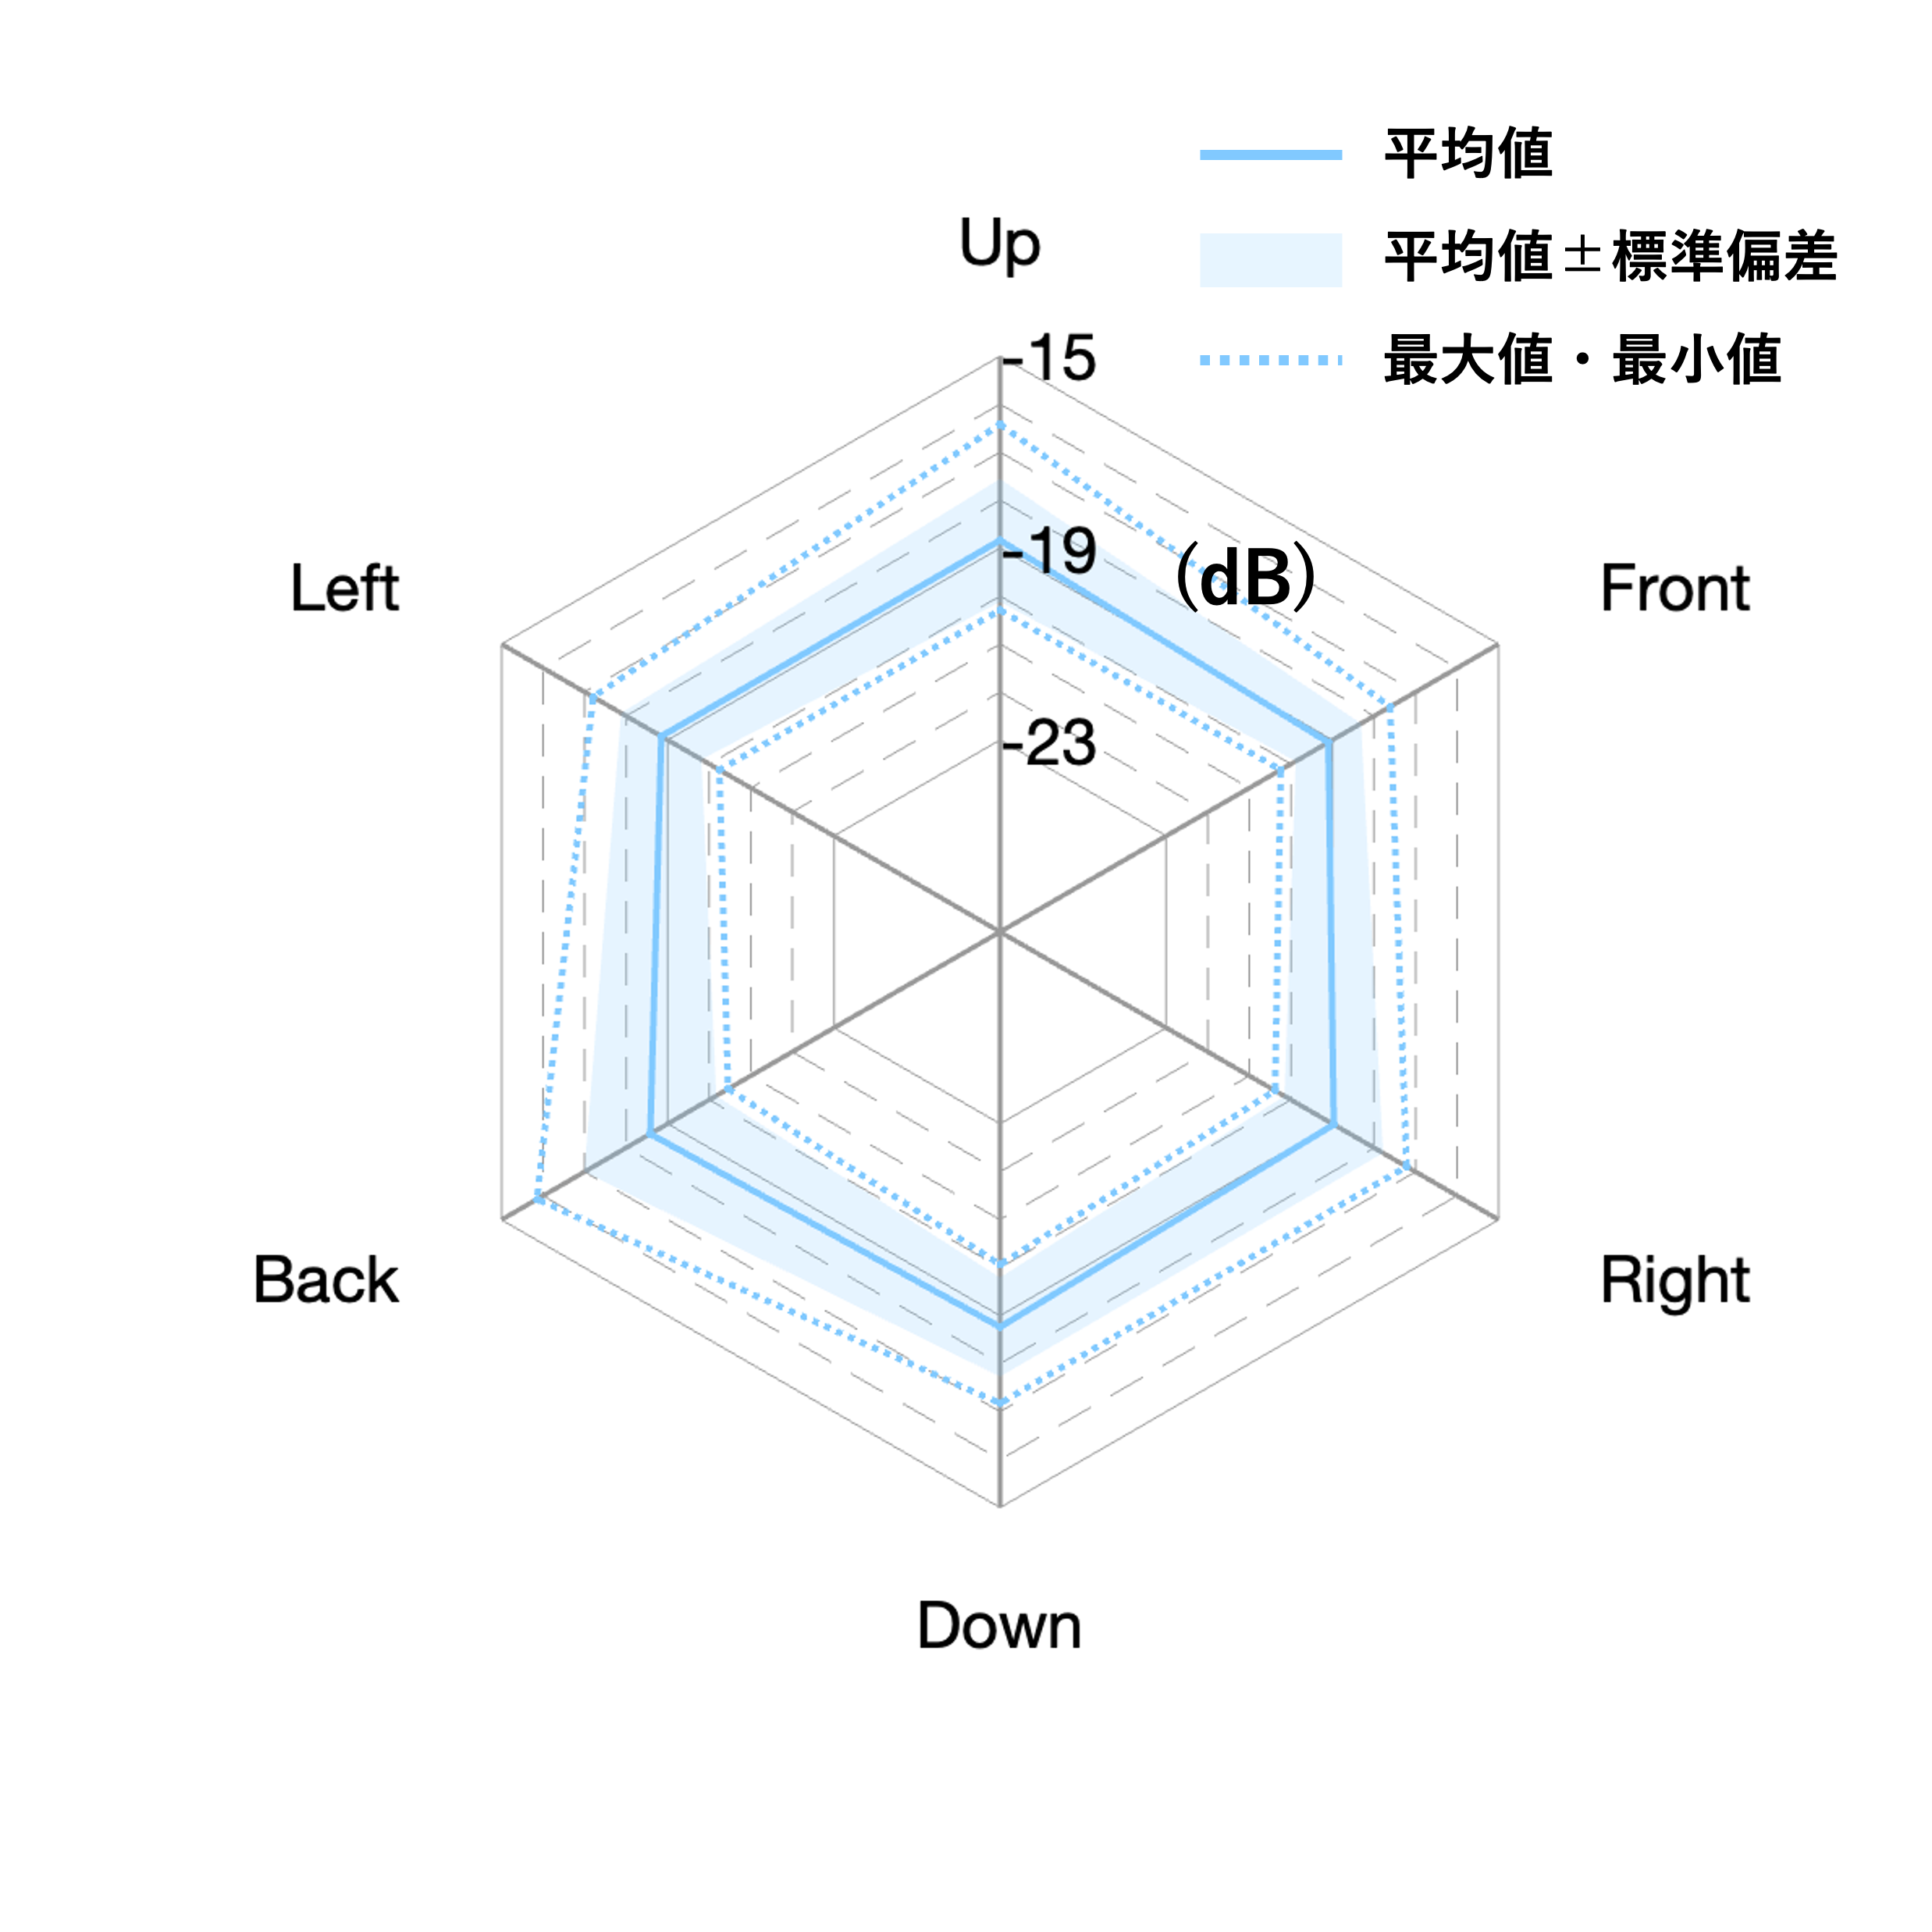 平均値
平均値±標準偏差
最大値・最小値
Up
-15
-19
(dB)
-23
Left
Front
Back
Right
Down